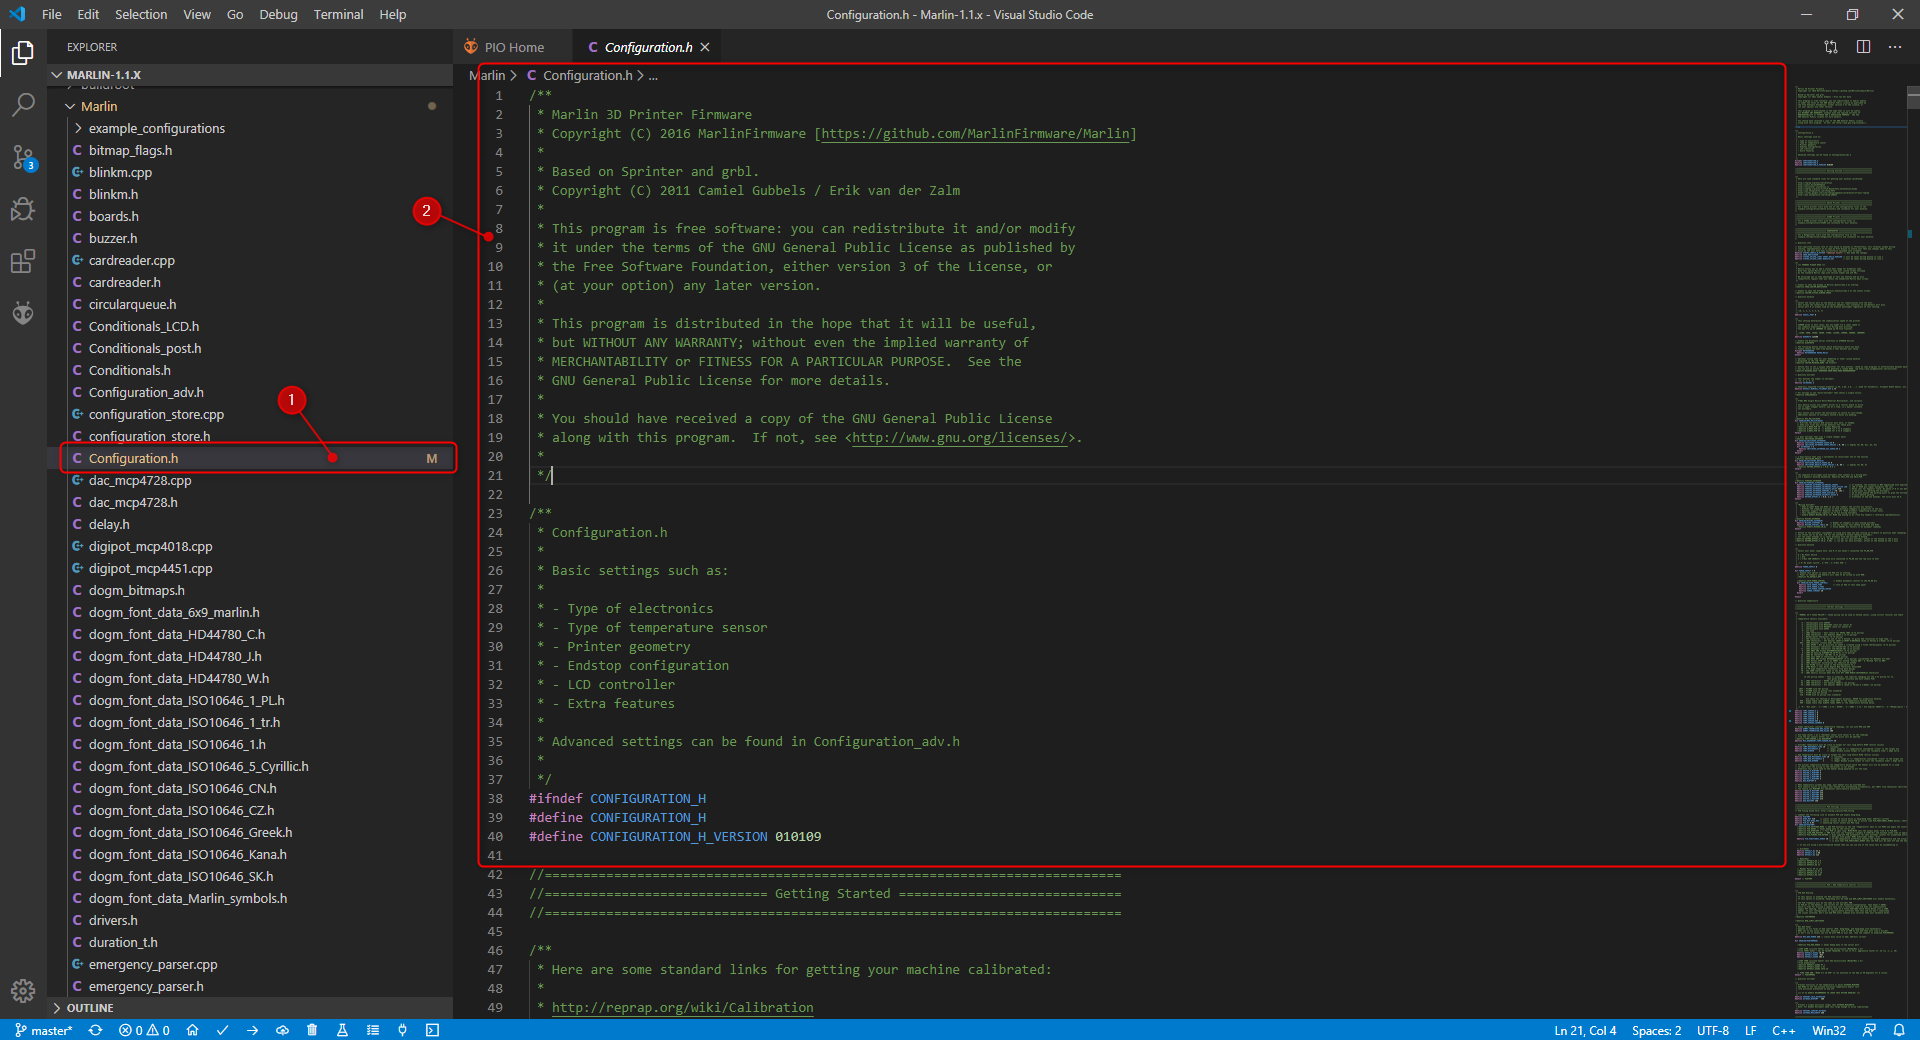 File Edit Selection View Go Debug Terminal Help
Configuration.h - Marlin-1.1.x - Visual Studio Code
EXPLORER
PIO Home
C Configuration.h
MARLIN-1.1.X
Marlin > C Configuration.h > ...
buildroot
Marlin
example_configurations
C bitmap_flags.h
blinkm.cpp
C blinkm.h
C boards.h
C buzzer.h
cardreader.cpp
C cardreader.h
C circularqueue.h
C Conditionals_LCD.h
C Conditionals_post.h
C Conditionals.h
C Configuration_adv.h
configuration_store.cpp
C configuration_store.h
C Configuration.h M
dac_mcp4728.cpp
C dac_mcp4728.h
C delay.h
digipot_mcp4018.cpp
digipot_mcp4451.cpp
C dogm_bitmaps.h
C dogm_font_data_6x9_marlin.h
C dogm_font_data_HD44780_C.h
C dogm_font_data_HD44780_J.h
C dogm_font_data_HD44780_W.h
C dogm_font_data_ISO10646_1_PL.h
C dogm_font_data_ISO10646_1_tr.h
C dogm_font_data_ISO10646_1.h
C dogm_font_data_ISO10646_5_Cyrillic.h
C dogm_font_data_ISO10646_CN.h
C dogm_font_data_ISO10646_CZ.h
C dogm_font_data_ISO10646_Greek.h
C dogm_font_data_ISO10646_Kana.h
C dogm_font_data_ISO10646_SK.h
C dogm_font_data_Marlin_symbols.h
C drivers.h
C duration_t.h
emergency_parser.cpp
C emergency_parser.h
OUTLINE
3
1
2
1 /**
2 * Marlin 3D Printer Firmware
3 * Copyright (C) 2016 MarlinFirmware [https://github.com/MarlinFirmware/Marlin]
4 *
5 * Based on Sprinter and grbl.
6 * Copyright (C) 2011 Camiel Gubbels / Erik van der Zalm
7 *
8 * This program is free software: you can redistribute it and/or modify
9 * it under the terms of the GNU General Public License as published by
10 * the Free Software Foundation, either version 3 of the License, or
11 * (at your option) any later version.
12 *
13 * This program is distributed in the hope that it will be useful,
14 * but WITHOUT ANY WARRANTY; without even the implied warranty of
15 * MERCHANTABILITY or FITNESS FOR A PARTICULAR PURPOSE.  See the
16 * GNU General Public License for more details.
17 *
18 * You should have received a copy of the GNU General Public License
19 * along with this program.  If not, see <http://www.gnu.org/licenses/>.
20 *
21 */
22
23 /**
24 * Configuration.h
25 *
26 * Basic settings such as:
27 *
28 * - Type of electronics
29 * - Type of temperature sensor
30 * - Printer geometry
31 * - Endstop configuration
32 * - LCD controller
33 * - Extra features
34 *
35 * Advanced settings can be found in Configuration_adv.h
36 *
37 */
38 #ifndef CONFIGURATION_H
39 #define CONFIGURATION_H
40 #define CONFIGURATION_H_VERSION 010109
41
42 //===========================================================================
43 //============================= Getting Started =============================
44 //===========================================================================
45
46 /**
47 * Here are some standard links for getting your machine calibrated:
48 *
49 * http://reprap.org/wiki/Calibration
master* 0 0
Ln 21, Col 4 Spaces: 2 UTF-8 LF C++ Win32